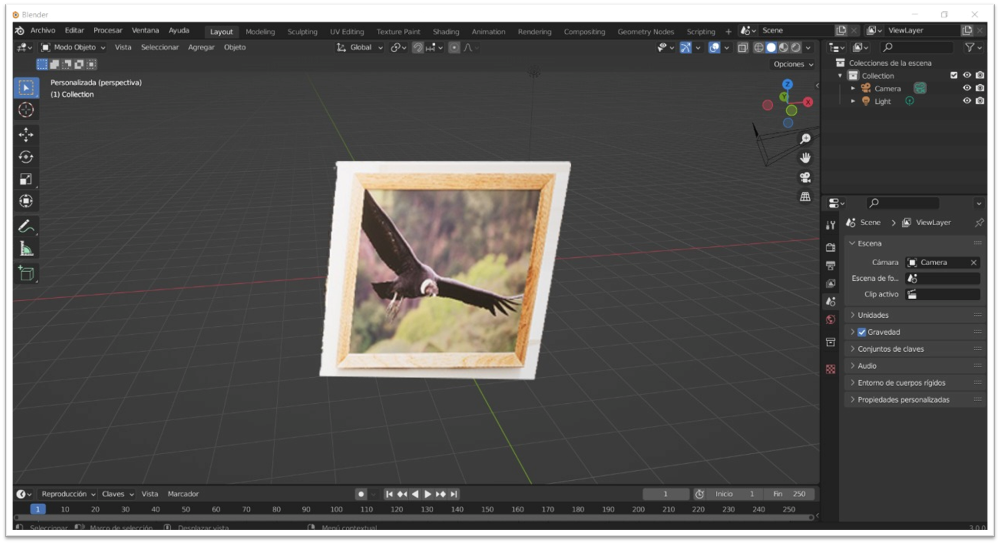 Blender
Archivo Editar Procesar Ventana Ayuda Layout Modeling Sculpting UV Editing Texture Paint Shading Animation Rendering Compositing Geometry Nodes Scripting + Scene ViewLayer
Modo Objeto Vista Seleccionar Agregar Objeto Global
Opciones
Personalizada (perspectiva)
(1) Collection
Z
Y
X
Colecciones de la escena
Collection
Camera
Light
Scene > ViewLayer
Escena
Cámara Camera
Escena de fo...
Clip activo
Unidades
Gravedad
Conjuntos de claves
Audio
Entorno de cuerpos rígidos
Propiedades personalizadas
Reproducción Claves Vista Marcador 1 Inicio 1 Fin 250
1 10 20 30 40 50 60 70 80 90 100 110 120 130 140 150 160 170 180 190 200 210 220 230 240 250
Seleccionar Marco de selección Desplazar vista Menú contextual 3.0.0